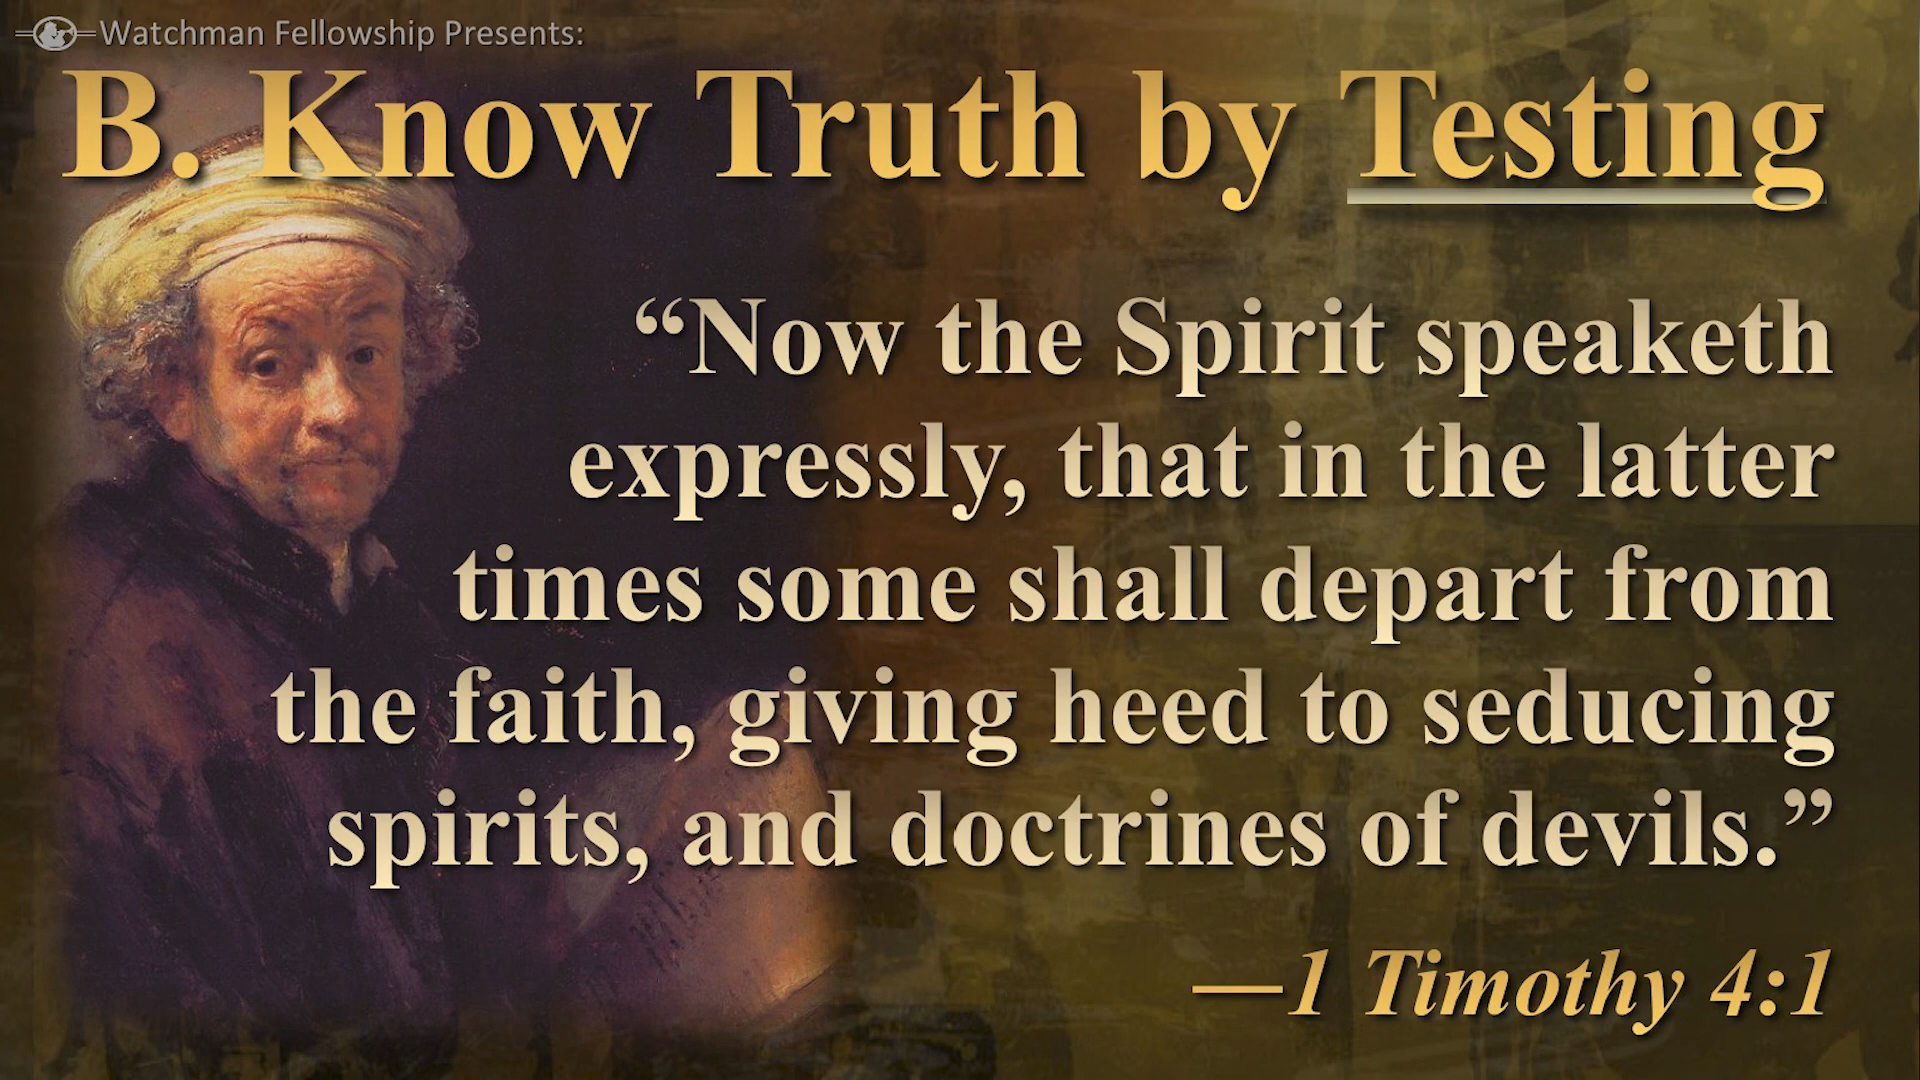 Watchman Fellowship Presents:
B. Know Truth by Testing
“Now the Spirit speaketh
expressly, that in the latter
times some shall depart from
the faith, giving heed to seducing
spirits, and doctrines of devils.”
—1 Timothy 4:1